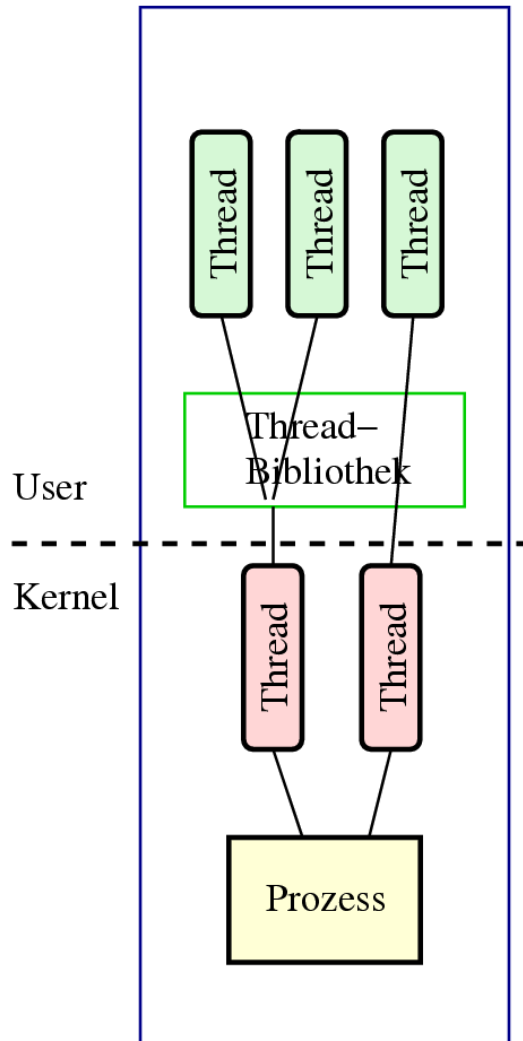 Thread
Thread
Thread
Thread−
Bibliothek
User
Kernel
Thread
Thread
Prozess